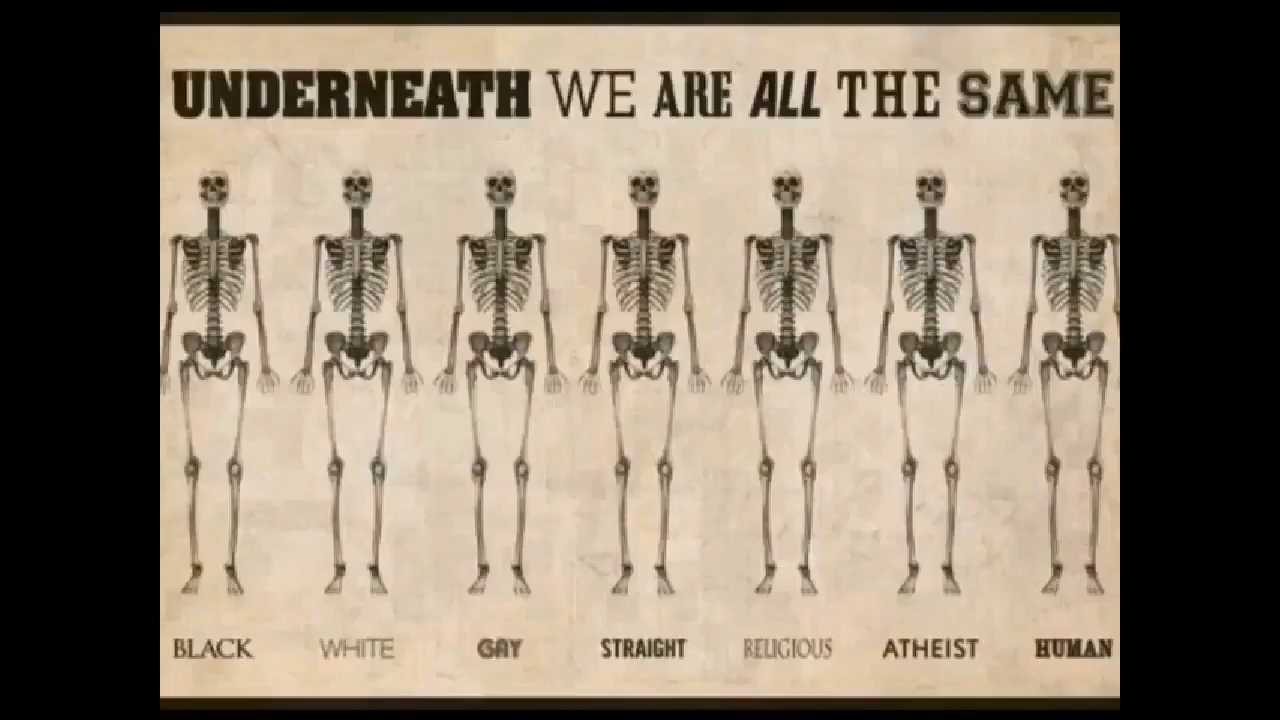 UNDERNEATH WE ARE ALL THE SAME
BLACK WHITE GAY STRAIGHT RELIGIOUS ATHEIST HUMAN